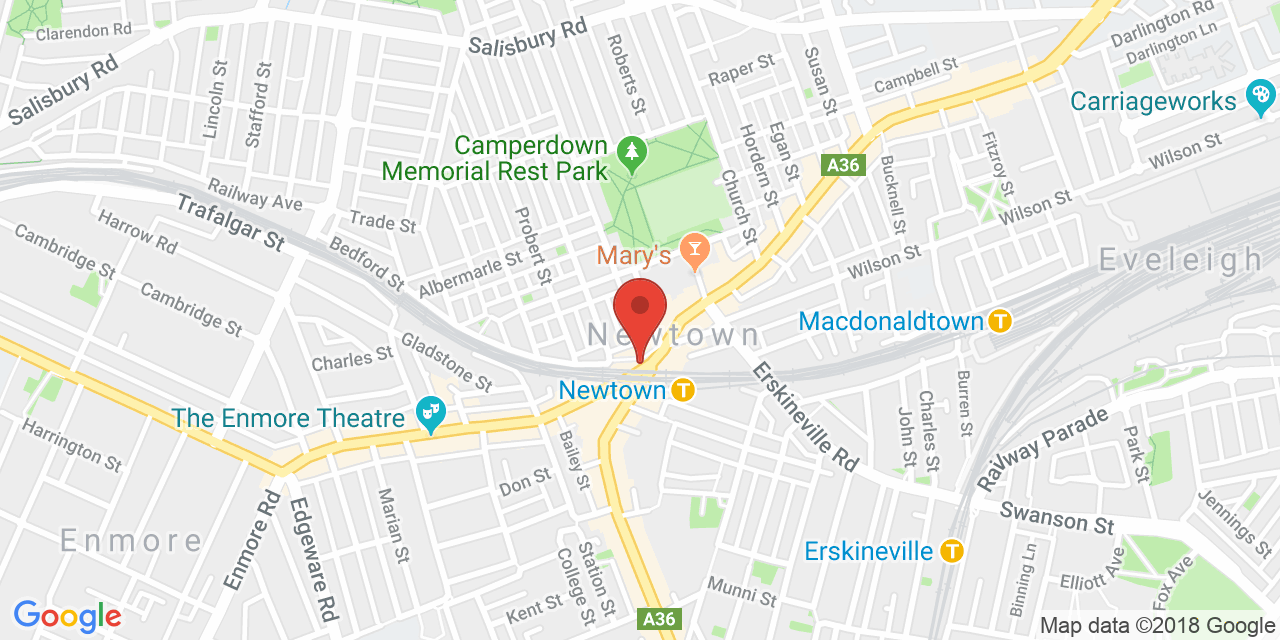 Clarendon Rd
Salisbury Rd
Salisbury Rd
Lincoln St
Stafford St
Roberts St
Raper St
Susan St
Campbell St
Darlington Rd
Darlington Ln
Carriageworks
Camperdown
Memorial Rest Park
Hordern St
Egan St
A36
Bucknell St
Fitzroy St
Wilson St
Wilson St
Wilson St
Church St
Railway Ave
Trafalgar St
Trade St
Harrow Rd
Cambridge St
Bedford St
Probert St
Albermarle St
Mary's
Eveleigh
Cambridge St
Newtown
Macdonaldtown
T
Charles St
Gladstone St
Newtown
T
Erskineville Rd
The Enmore Theatre
Burren St
Charles St
John St
Railway Parade
Park St
Harrington St
Bailey St
Don St
Marian St
Enmore Rd
Edgeware Rd
Enmore
Swanson St
Jennings St
Erskineville
T
Station St
College St
Kent St
Munni St
Binning Ln
Elliott Ave
Fox Ave
A36
Google
Map data ©2018 Google